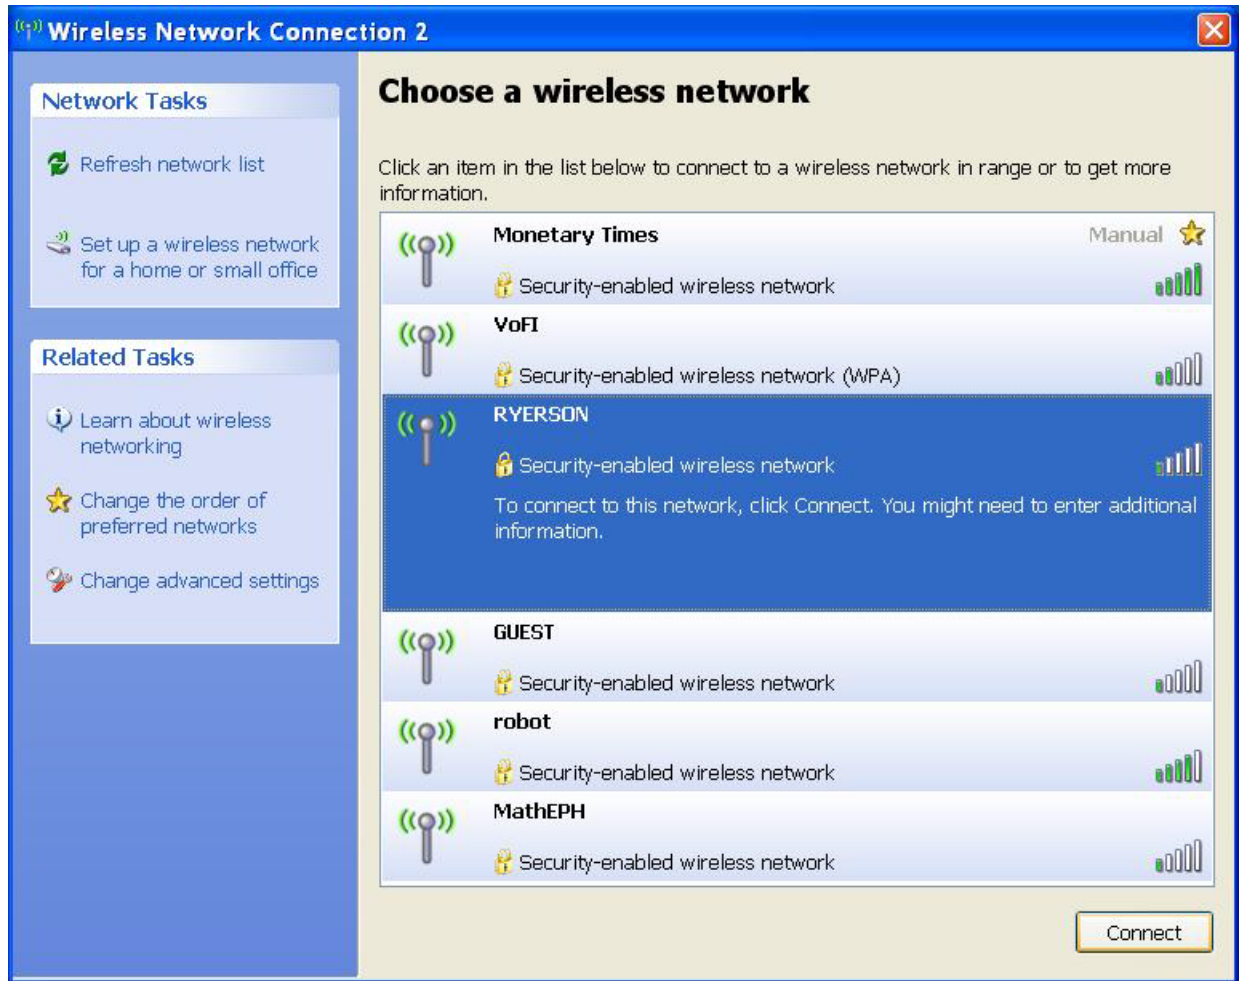 Wireless Network Connection 2
Network Tasks
Refresh network list
Set up a wireless network
for a home or small office
Related Tasks
Learn about wireless
networking
Change the order of
preferred networks
Change advanced settings
Choose a wireless network
Click an item in the list below to connect to a wireless network in range or to get more
information.
Monetary Times Manual
Security-enabled wireless network
VoFI
Security-enabled wireless network (WPA)
RYERSON
Security-enabled wireless network
To connect to this network, click Connect. You might need to enter additional
information.
GUEST
Security-enabled wireless network
robot
Security-enabled wireless network
MathEPH
Security-enabled wireless network
Connect